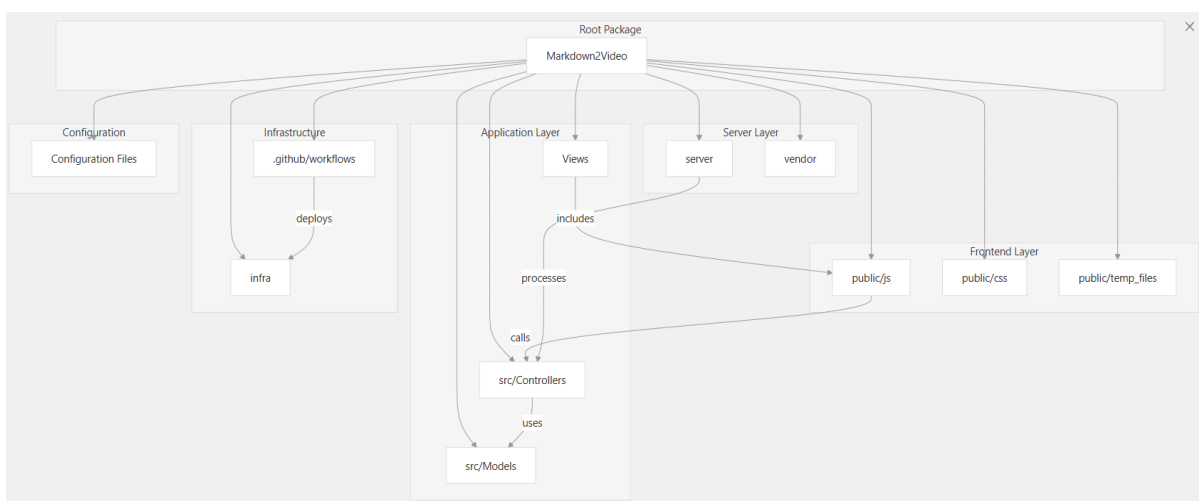 Root Package
Markdown2Video
Configuration
Infrastructure
Application Layer
Server Layer
Configuration Files
.github/workflows
Views
server
vendor
deploys
includes
Frontend Layer
infra
processes
public/js
public/css
public/temp_files
calls
src/Controllers
uses
src/Models